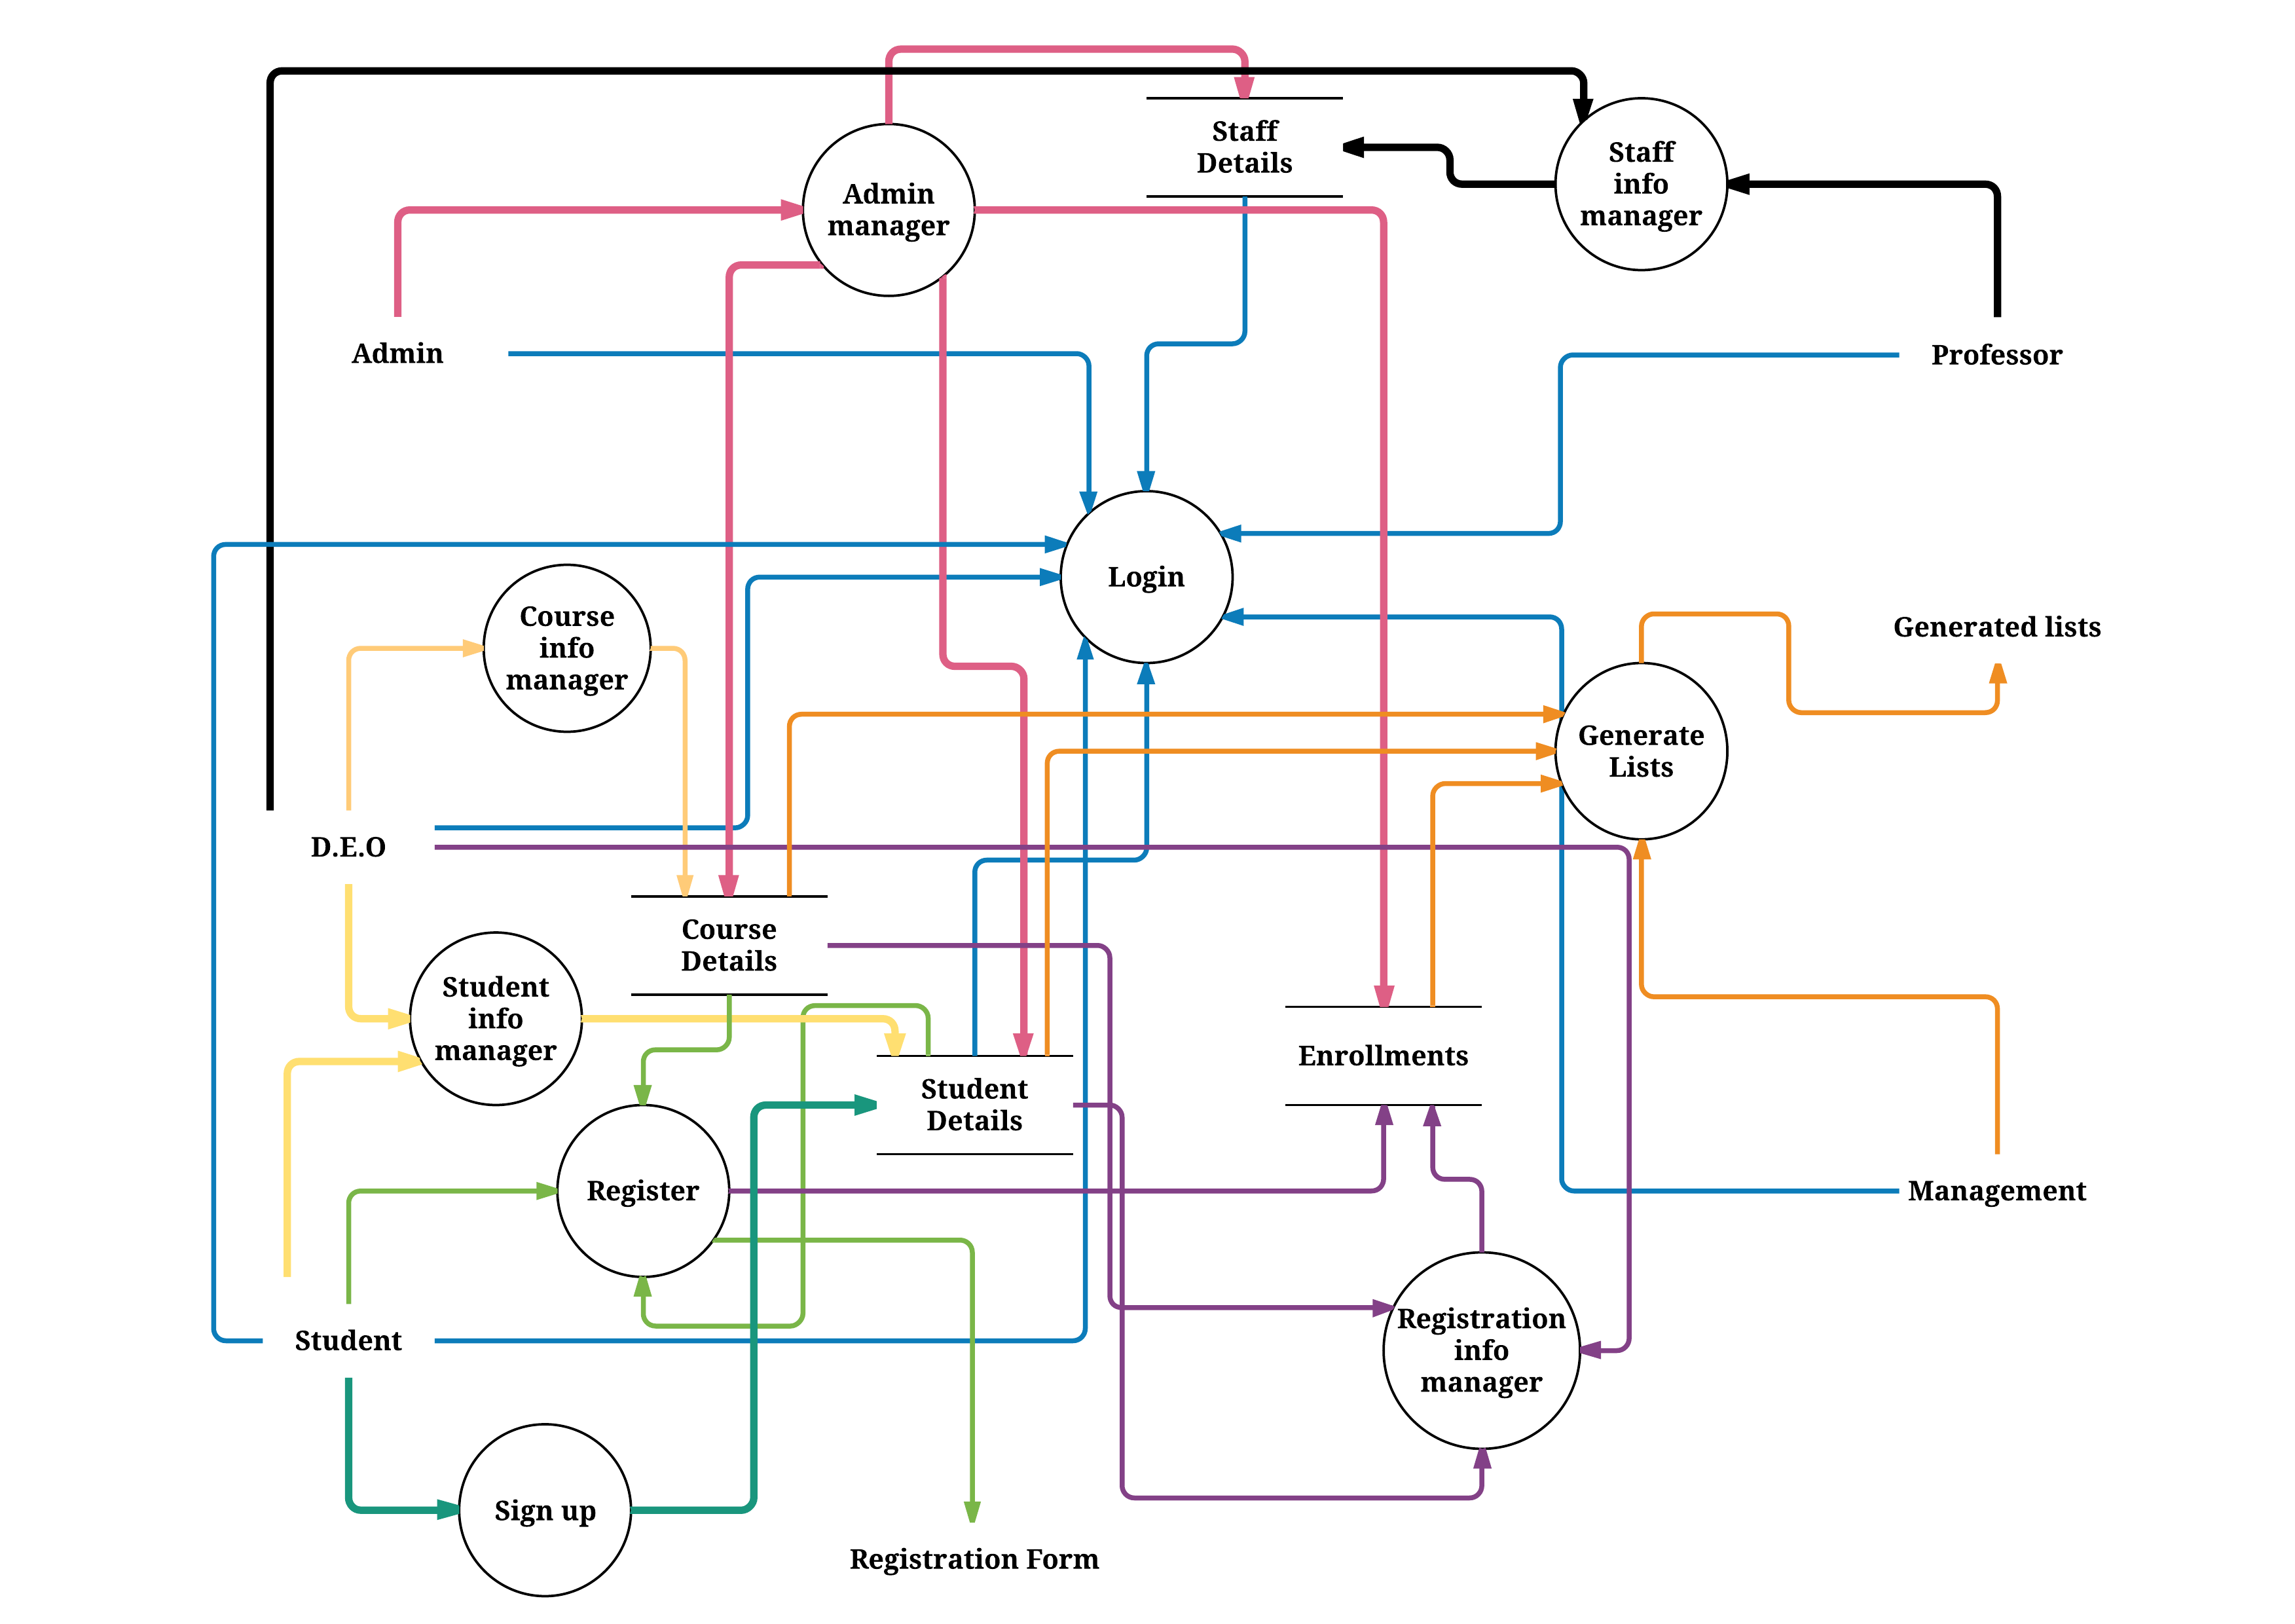 Staff
Details
Staff
info
manager
Admin
manager
Admin
Professor
Login
Course
info
manager
Generated lists
Generate
Lists
D.E.O
Course
Details
Student
info
manager
Enrollments
Student
Details
Register
Management
Registration
info
manager
Student
Sign up
Registration Form